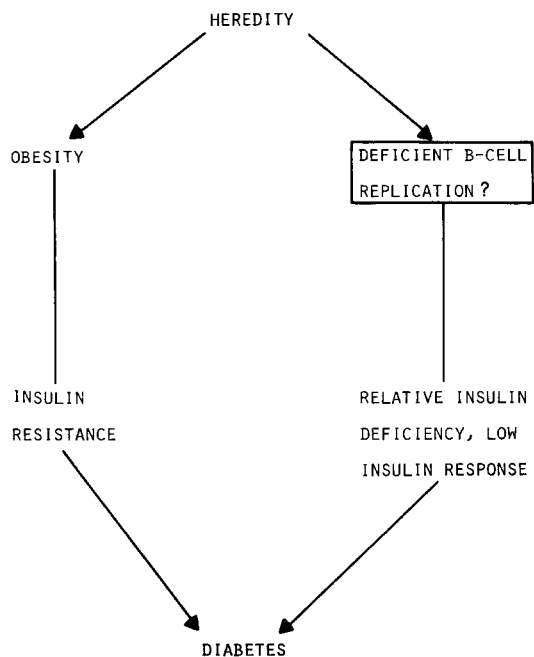 HEREDITY
OBESITY
DEFICIENT B-CELL
REPLICATION?
INSULIN
RESISTANCE
RELATIVE INSULIN
DEFICIENCY, LOW
INSULIN RESPONSE
DIABETES